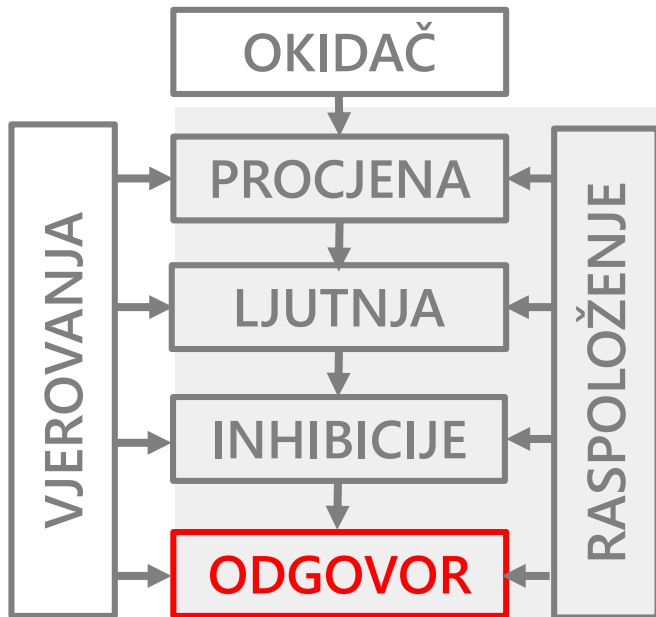 OKIDAČ
PROCJENA
LJUTNJA
INHIBICIJE
ODGOVOR
VJEROVANJA
RASPOLOŽENJE